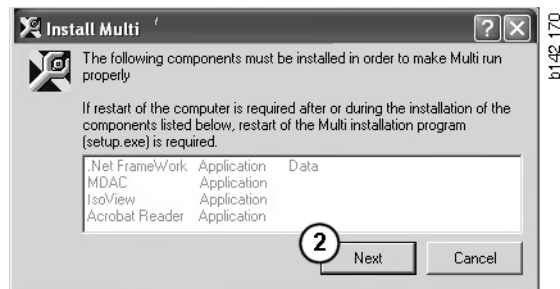 Install Multi
The following components must be installed in order to make Multi run
properly
If restart of the computer is required after or during the installation of the
components listed below, restart of the Multi installation program
(setup.exe) is required.
.Net FrameWork Application Data
MDAC Application
IsoView Application
Acrobat Reader Application
2
Next Cancel
b142 170